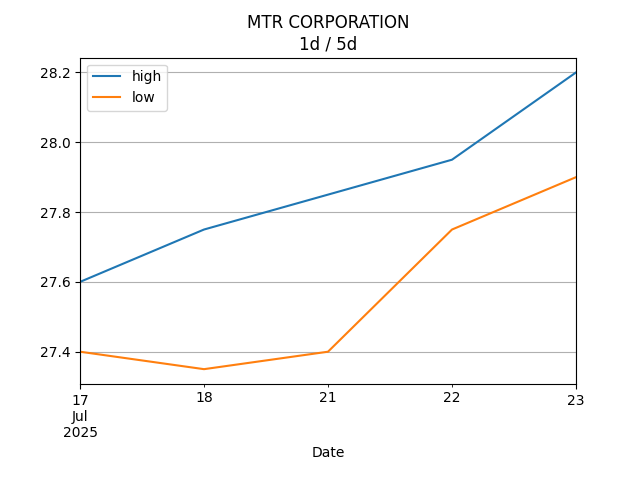 MTR CORPORATION
1d / 5d
high
low
28.2
28.0
27.8
27.6
27.4
17 18 21 22 23
Jul
2025
Date